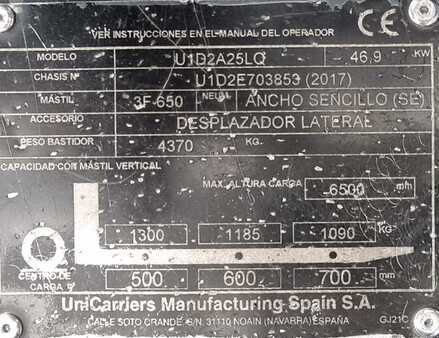 VER INSTRUCCIONES EN EL MANUAL DEL OPERADOR
CE
MODELO U1D2A25LQ 46,9 KW
CHASIS Nº U1D2E703853 (2017)
MÁSTIL 3F-650 NEUM. ANCHO SENCILLO (SE)
ACCESORIO DESPLAZADOR LATERAL
PESO BASTIDOR 4370 KG.
CAPACIDAD CON MÁSTIL VERTICAL
MAX. ALTURA CARGA 6500 mm
1300 1185 1090 KG
CENTRO DE CARGA
500 600 700 mm
UniCarriers Manufacturing Spain S.A.
CALLE SOTO GRANDE, S/N, 31110 NOAIN (NAVARRA) ESPAÑA GJ21C